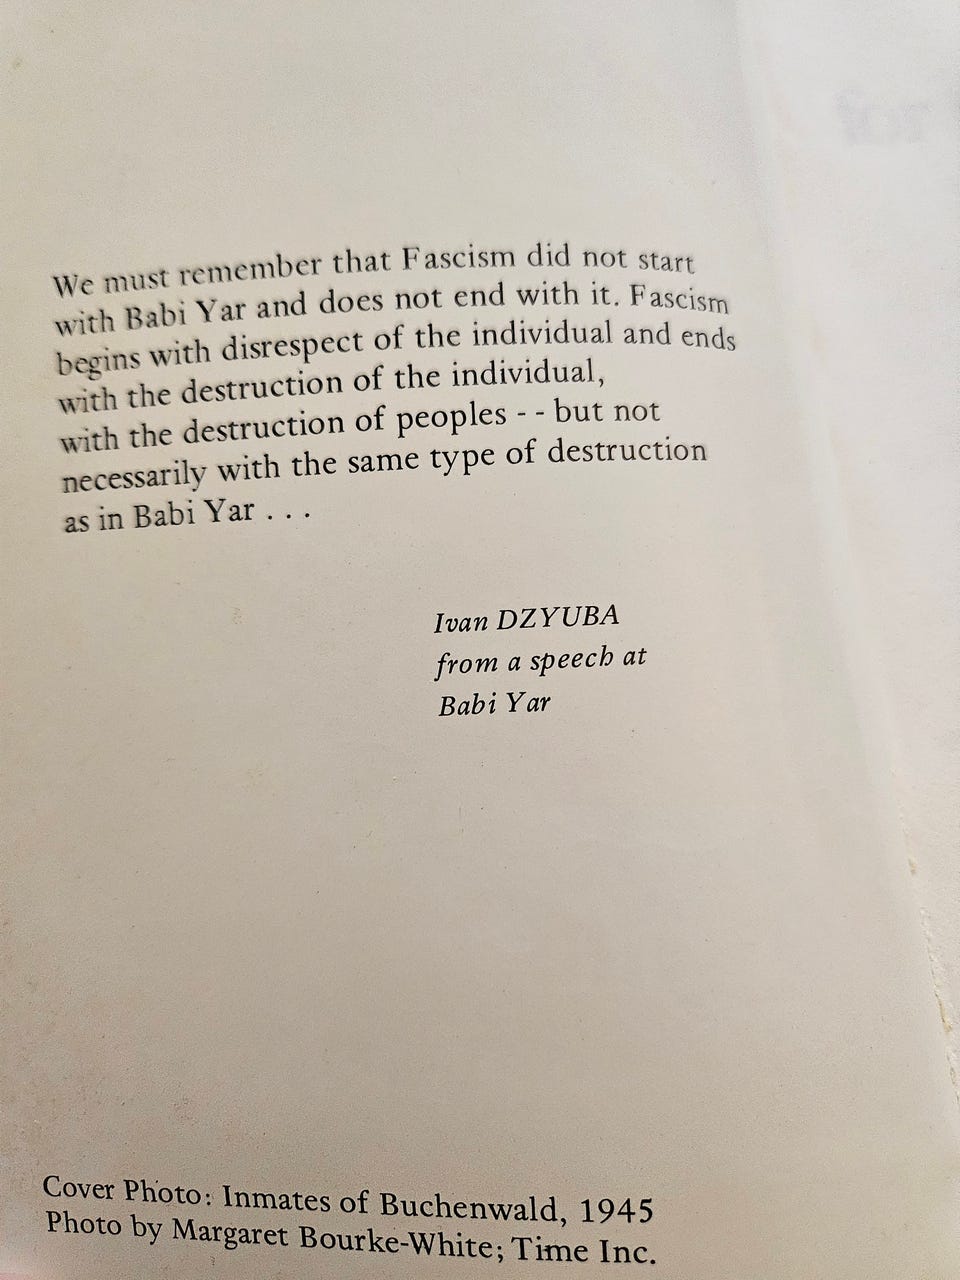 We must remember that Fascism did not start
with Babi Yar and does not end with it. Fascism
begins with disrespect of the individual and ends
with the destruction of the individual,
with the destruction of peoples - - but not
necessarily with the same type of destruction
as in Babi Yar . . .
Ivan DZYUBA
from a speech at
Babi Yar
Cover Photo: Inmates of Buchenwald, 1945
Photo by Margaret Bourke-White; Time Inc.